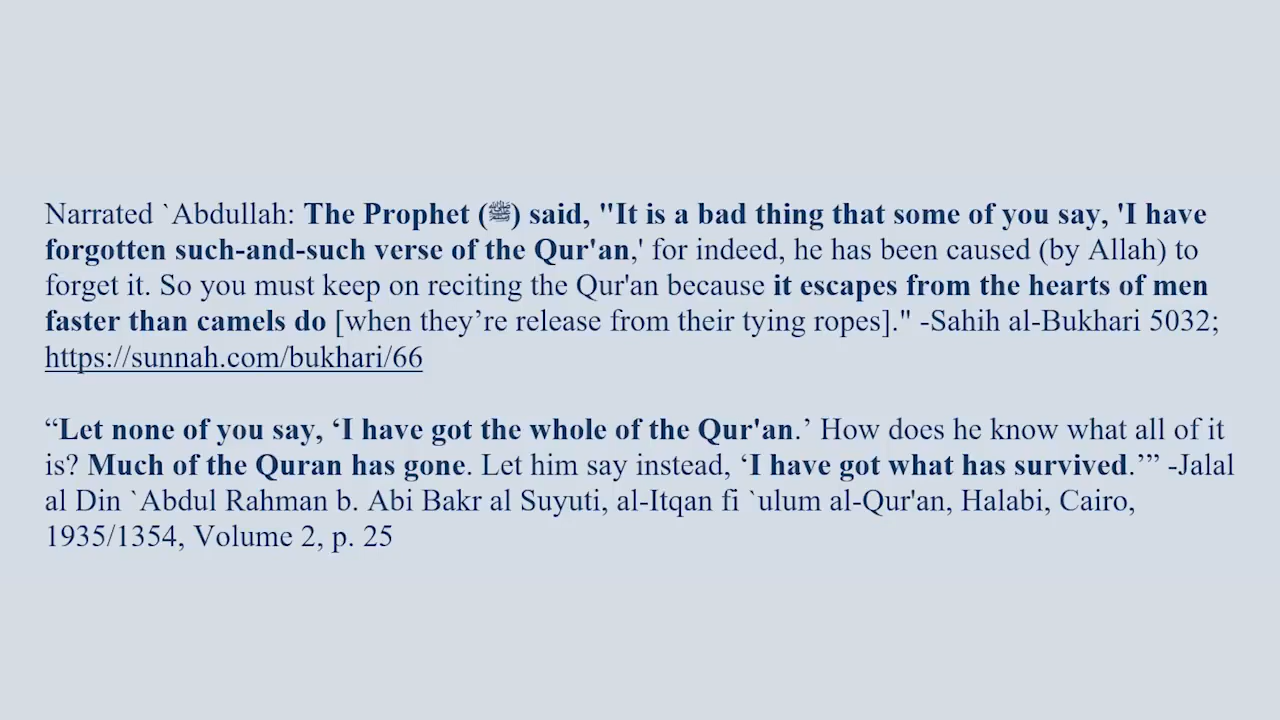 Narrated `Abdullah: The Prophet (ﷺ) said, "It is a bad thing that some of you say, 'I have
forgotten such-and-such verse of the Qur'an,' for indeed, he has been caused (by Allah) to
forget it. So you must keep on reciting the Qur'an because it escapes from the hearts of men
faster than camels do [when they’re release from their tying ropes]." -Sahih al-Bukhari 5032;
https://sunnah.com/bukhari/66
“Let none of you say, ‘I have got the whole of the Qur'an.’ How does he know what all of it
is? Much of the Quran has gone. Let him say instead, ‘I have got what has survived.’” -Jalal
al Din `Abdul Rahman b. Abi Bakr al Suyuti, al-Itqan fi `ulum al-Qur'an, Halabi, Cairo,
1935/1354, Volume 2, p. 25